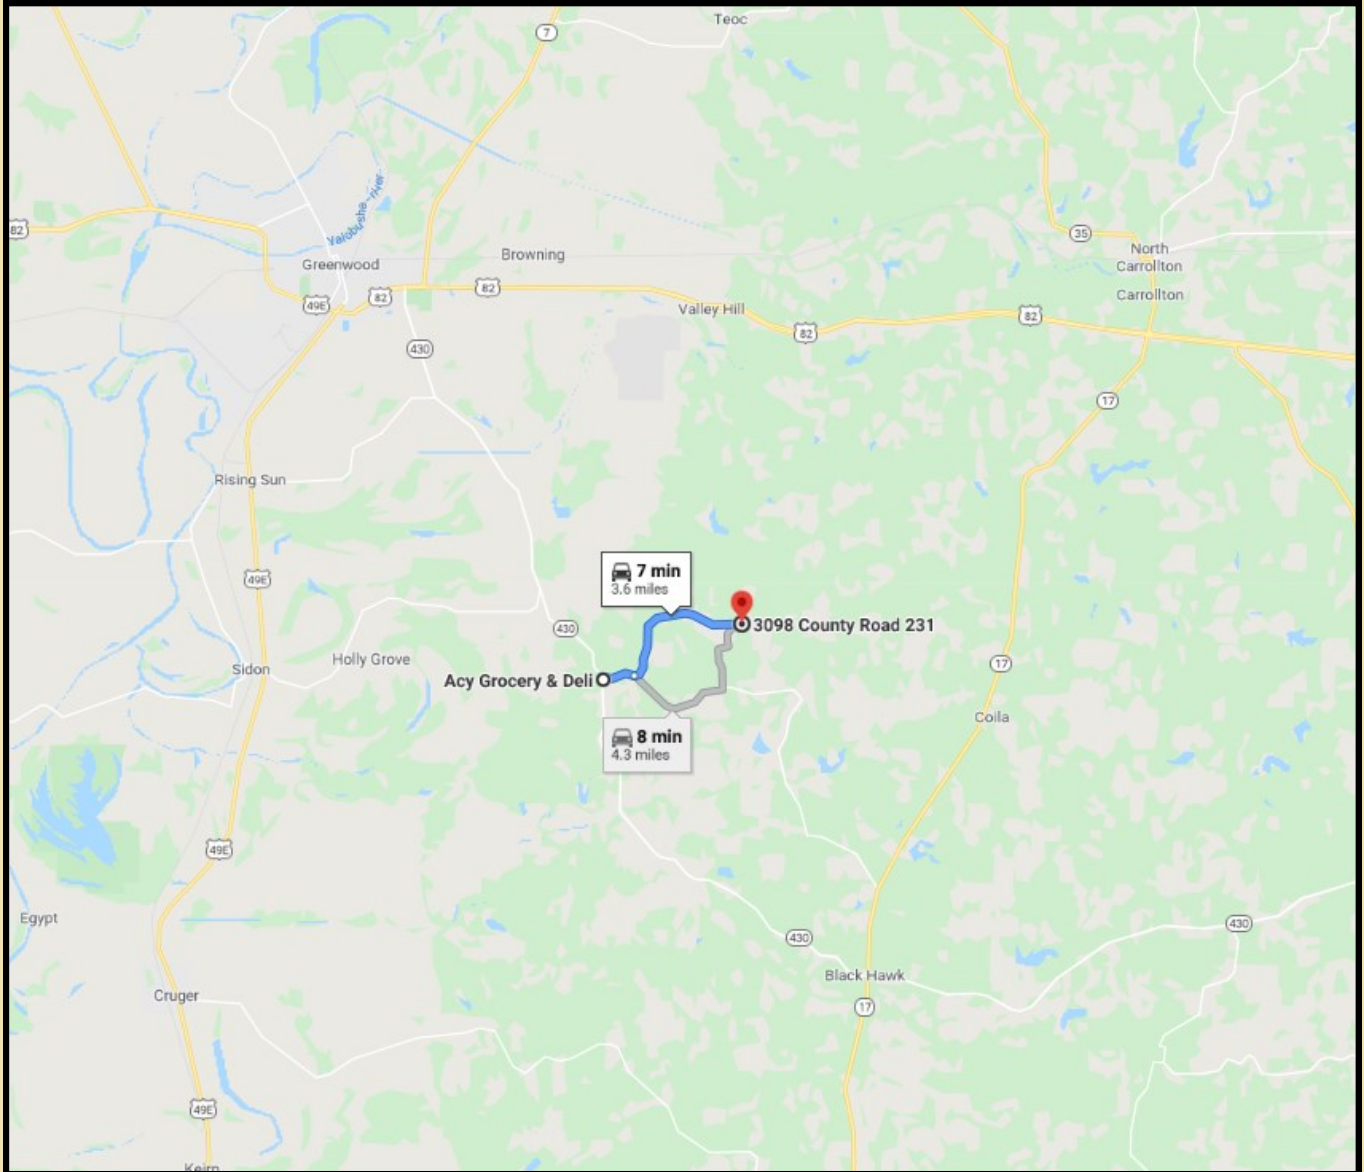 Teoc
7
82
Yalobusha river
35
North
Carrollton
Browning
Greenwood
82
82
49E
Carrollton
Valley Hill
82
82
430
17
Rising Sun
49E
7 min
3.6 miles
3098 County Road 231
430
Holly Grove
Sidon
17
Acy Grocery & Deli
Coila
8 min
4.3 miles
49E
Egypt
430
430
Black Hawk
Cruger
17
49E
Keirn